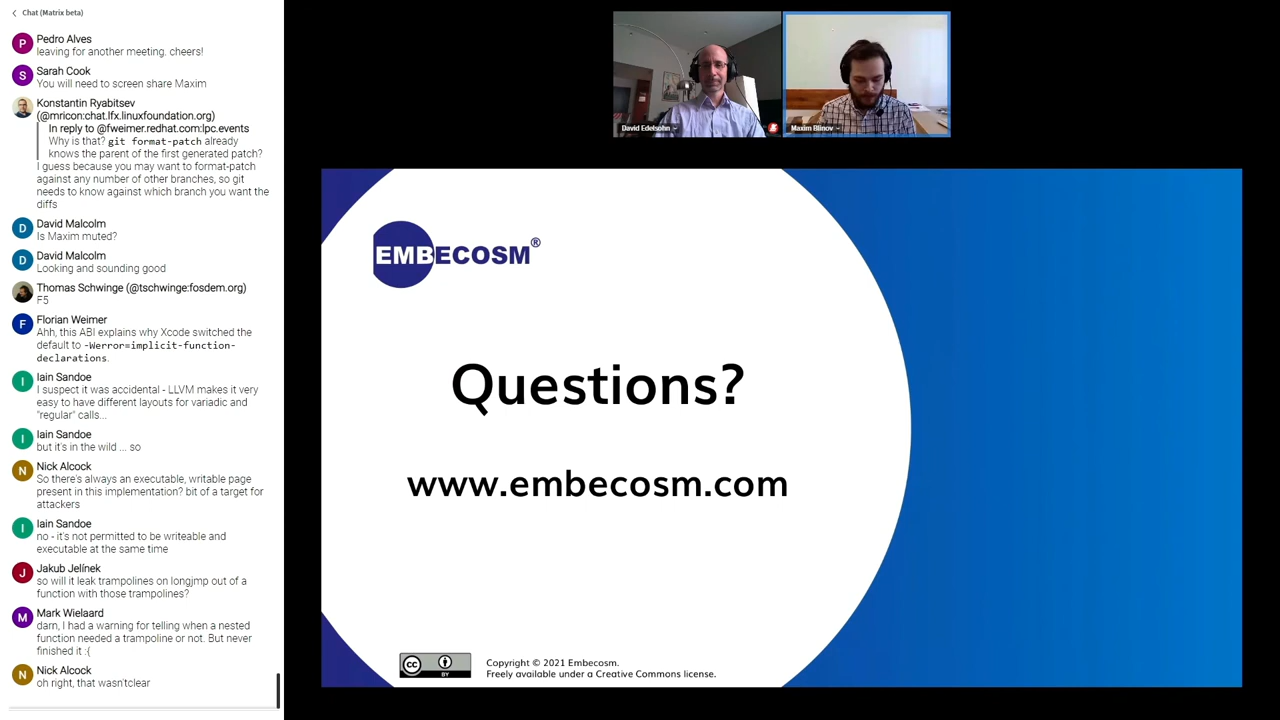 Chat (Matrix beta)
P
Pedro Alves
leaving for another meeting. cheers!
S
Sarah Cook
You will need to screen share Maxim
Konstantin Ryabitsev
(@mricon:chat.lfx.linuxfoundation.org)
In reply to @fweimer.redhat.com:lpc.events
Why is that? git format-patch already
knows the parent of the first generated patch?
I guess because you may want to format-patch
against any number of other branches, so git
needs to know against which branch you want the
diffs
D
David Malcolm
Is Maxim muted?
D
David Malcolm
Looking and sounding good
Thomas Schwinge (@tschwinge:fosdem.org)
F5
F
Florian Weimer
Ahh, this ABI explains why Xcode switched the
default to -Werror=implicit-function-
declarations.
I
Iain Sandoe
I suspect it was accidental - LLVM makes it very
easy to have different layouts for variadic and
"regular" calls...
I
Iain Sandoe
but it's in the wild ... so
N
Nick Alcock
So there's always an executable, writable page
present in this implementation? bit of a target for
attackers
I
Iain Sandoe
no - it's not permitted to be writeable and
executable at the same time
J
Jakub Jelínek
so will it leak trampolines on longjmp out of a
function with those trampolines?
M
Mark Wielaard
darn, I had a warning for telling when a nested
function needed a trampoline or not. But never
finished it :{
N
Nick Alcock
oh right, that wasn'tclear
David Edelsohn
Maxim Blinov
EMBECOSM®
Questions?
www.embecosm.com
cc BY
Copyright © 2021 Embecosm.
Freely available under a Creative Commons license.